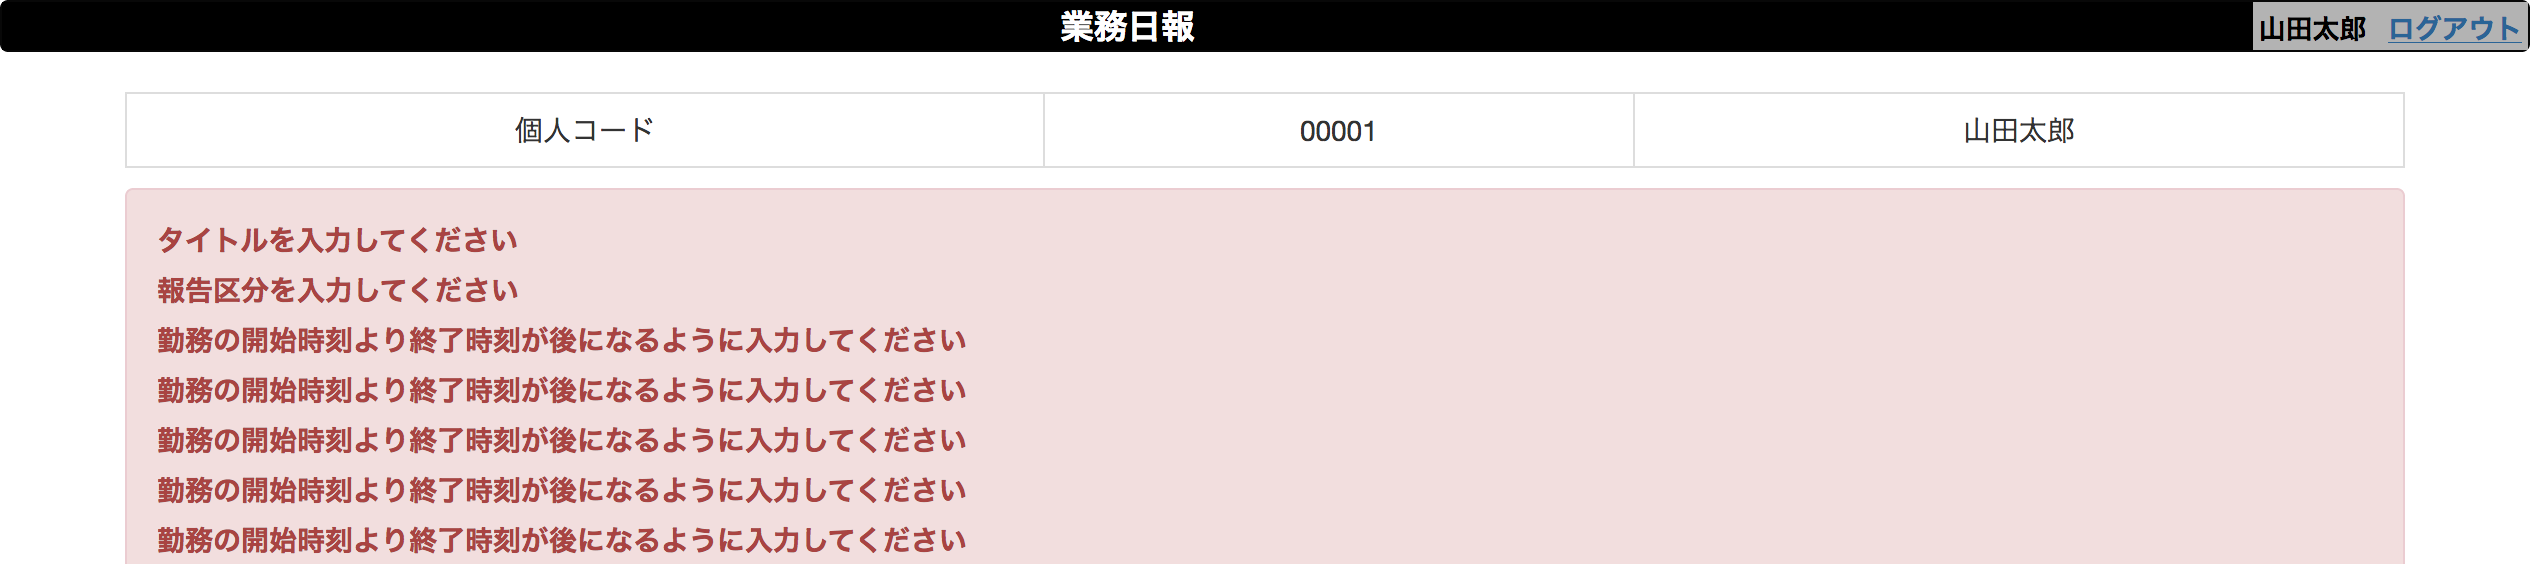 業務日報
山田太郎 ログアウト
個人コード 00001 山田太郎
タイトルを入力してください
報告区分を入力してください
勤務の開始時刻より終了時刻が後になるように入力してください
勤務の開始時刻より終了時刻が後になるように入力してください
勤務の開始時刻より終了時刻が後になるように入力してください
勤務の開始時刻より終了時刻が後になるように入力してください
勤務の開始時刻より終了時刻が後になるように入力してください